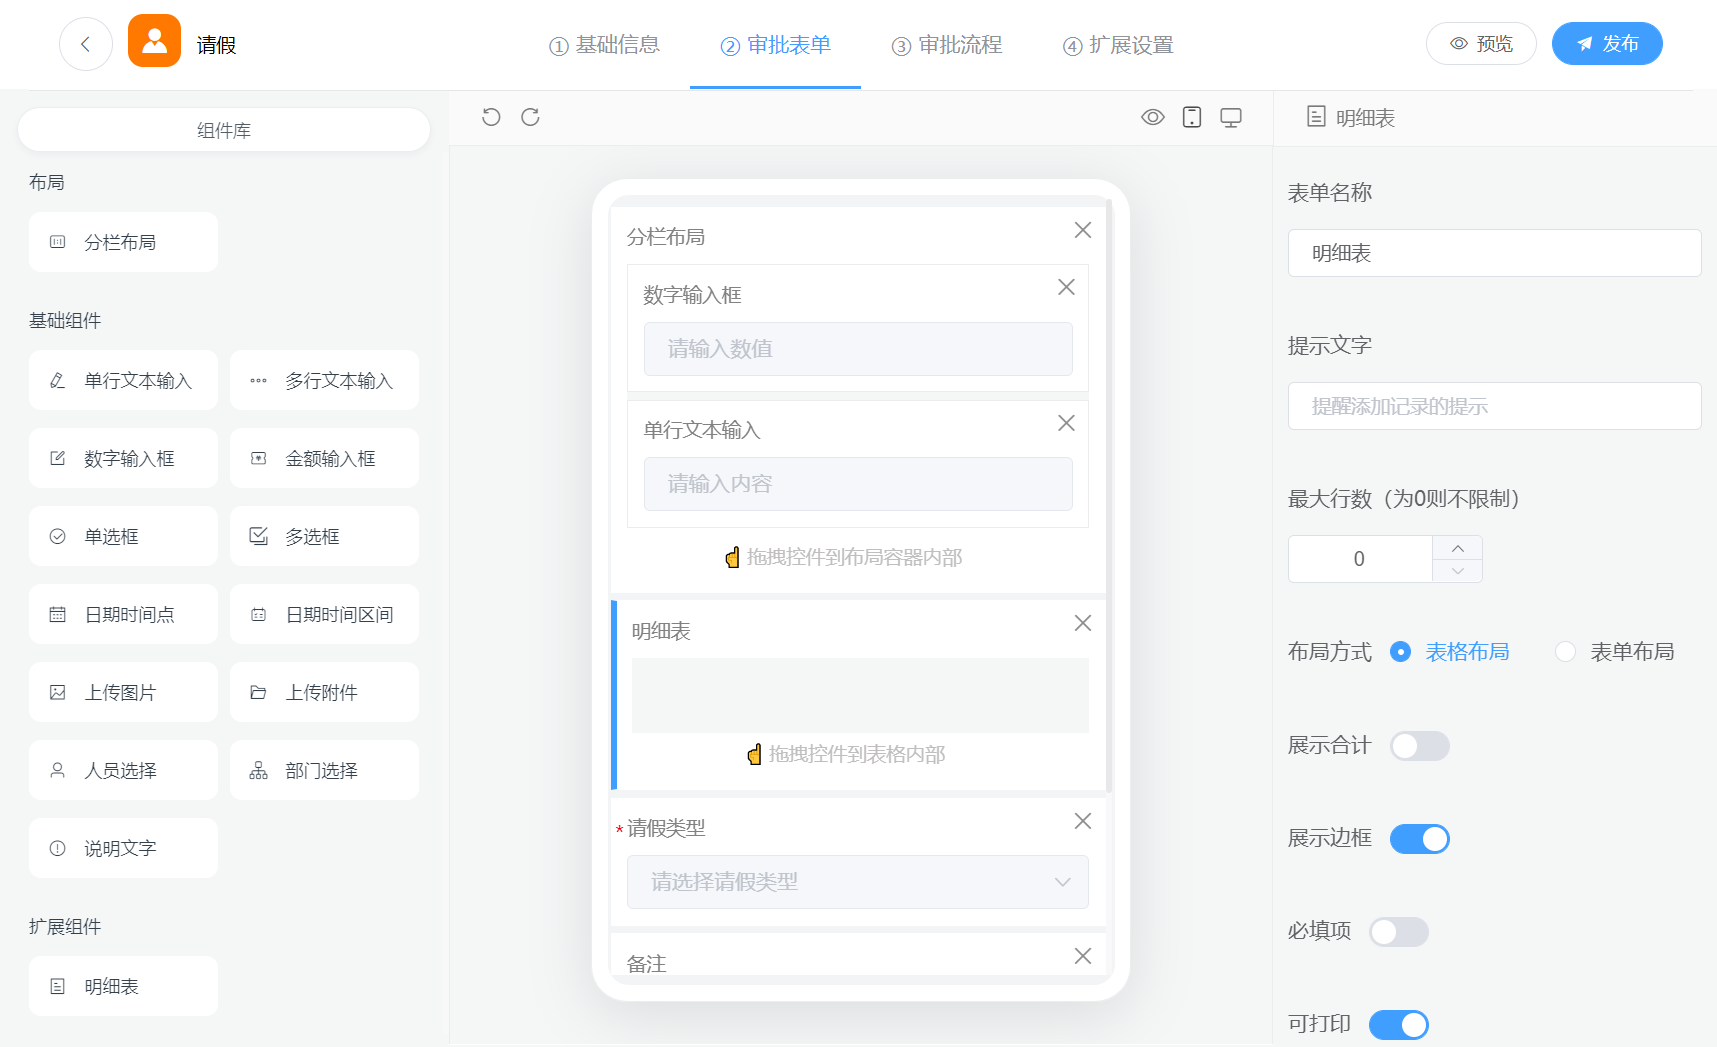 请假
① 基础信息
② 审批表单
③ 审批流程
④ 扩展设置
预览
发布
组件库
布局
分栏布局
基础组件
单行文本输入
多行文本输入
数字输入框
金额输入框
单选框
多选框
日期时间点
日期时间区间
上传图片
上传附件
人员选择
部门选择
说明文字
扩展组件
明细表
分栏布局
数字输入框
请输入数值
单行文本输入
请输入内容
☝拖拽控件到布局容器内部
明细表
☝拖拽控件到表格内部
*请假类型
请选择请假类型
备注
明细表
表单名称
明细表
提示文字
提醒添加记录的提示
最大行数（为0则不限制）
0
布局方式 表格布局 表单布局
展示合计
展示边框
必填项
可打印